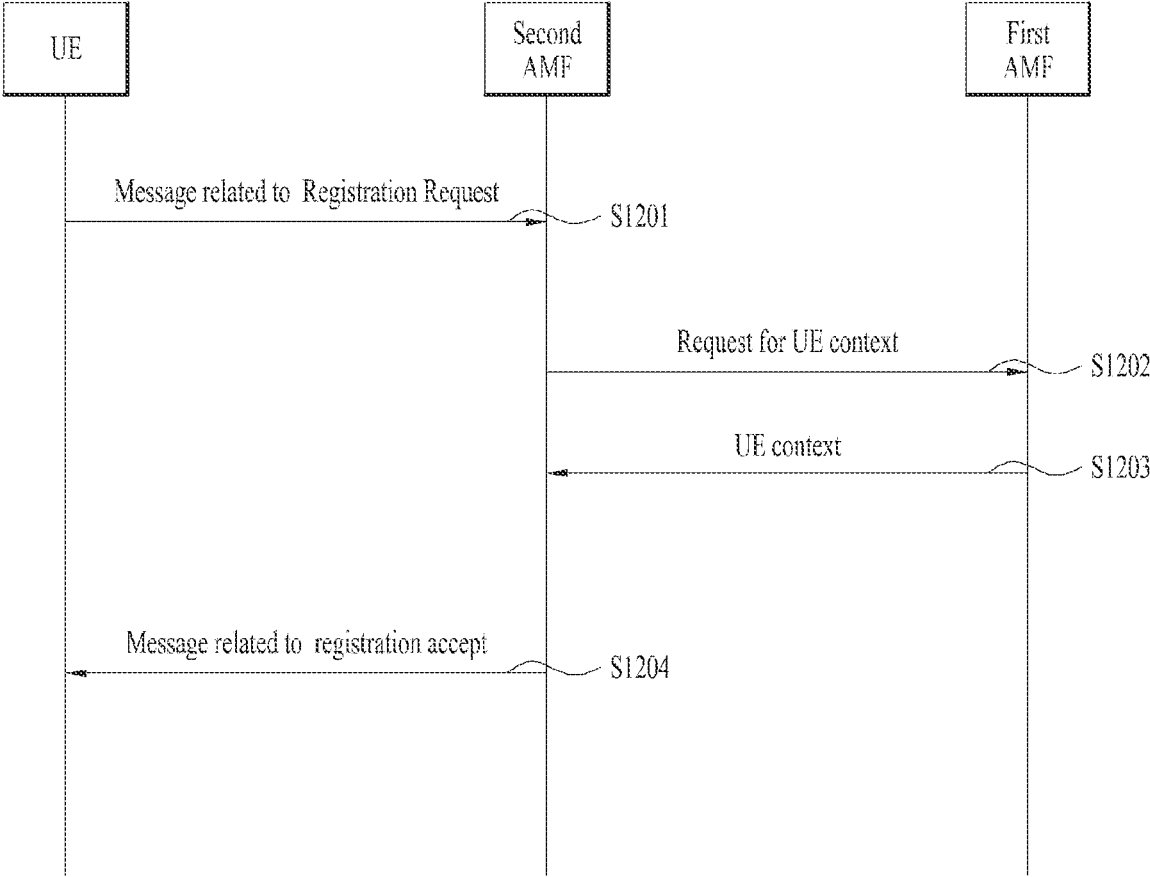 UE
Second
AMF
First
AMF
Message related to Registration Request
S1201
Request for UE context
S1202
UE context
S1203
Message related to registration accept
S1204